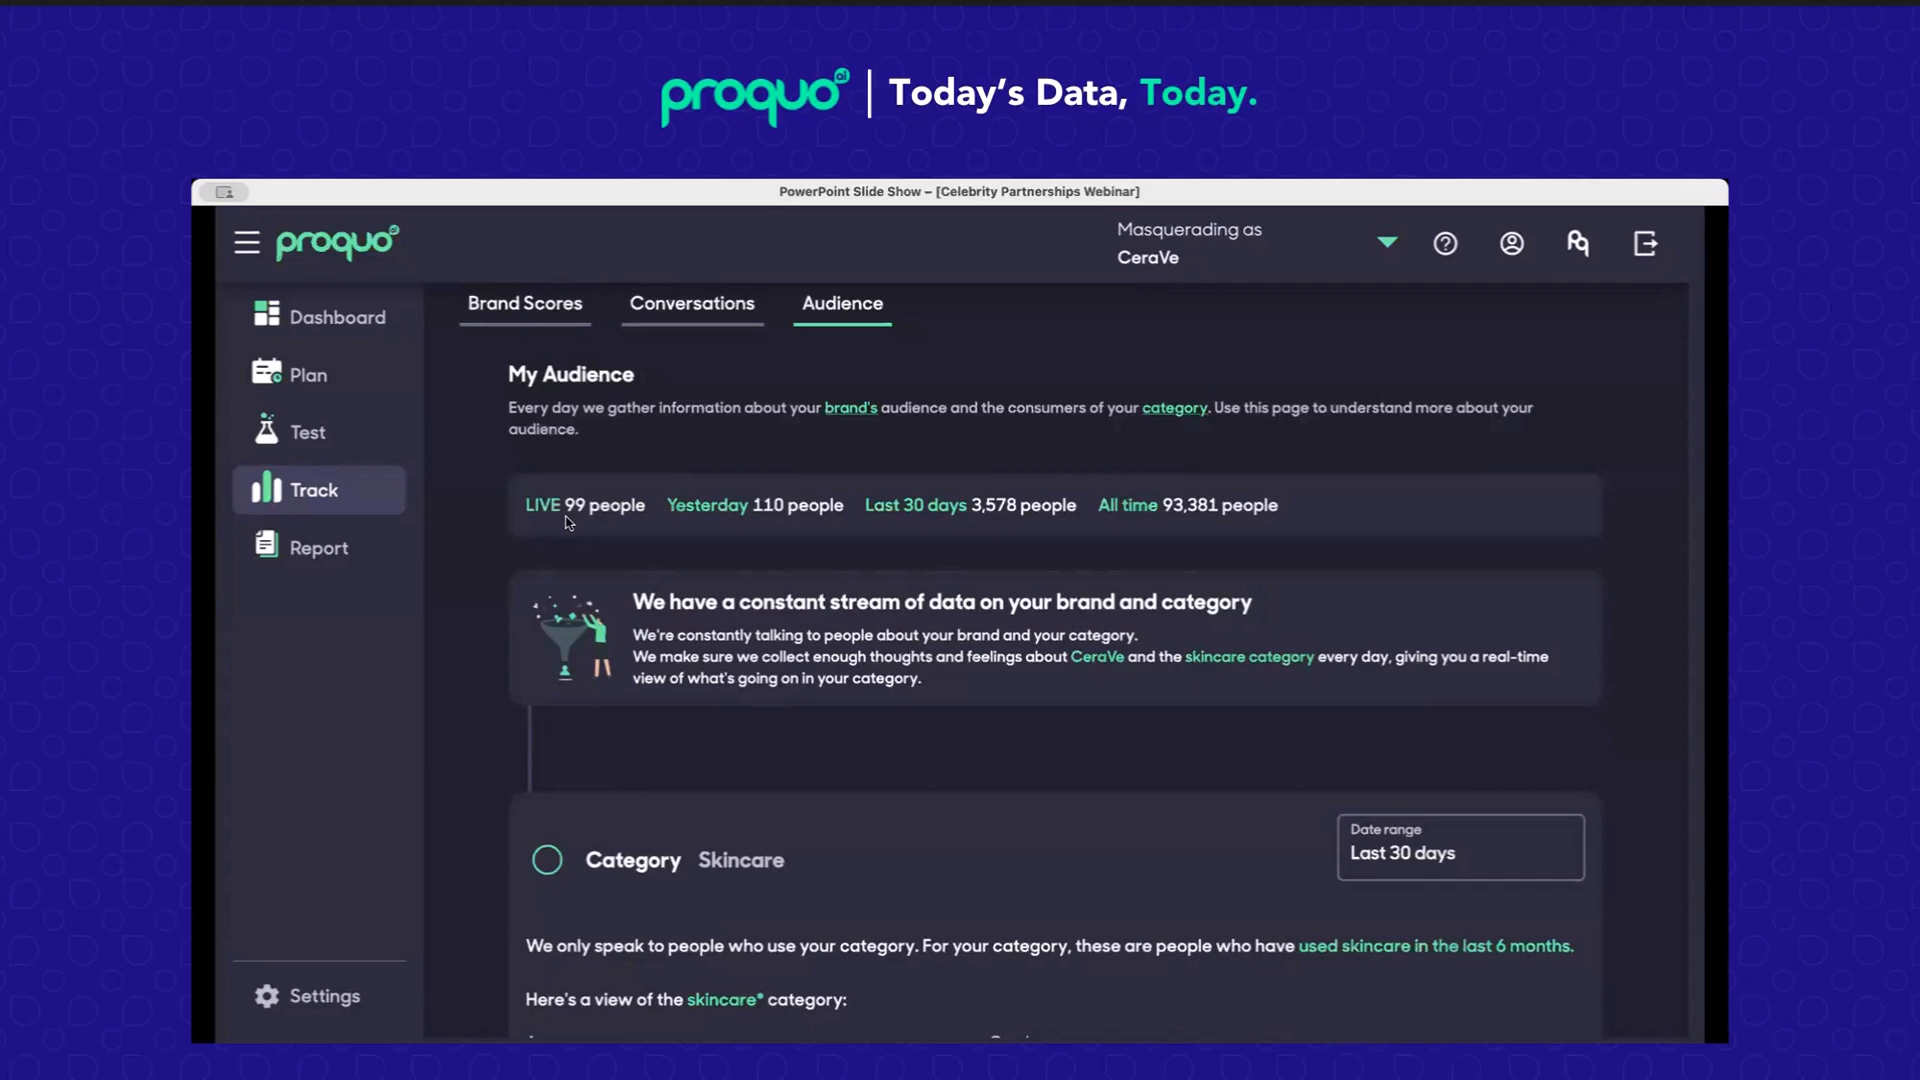 proquo ai | Today's Data, Today.
PowerPoint Slide Show – [Celebrity Partnerships Webinar]
proquo ai
Masquerading as
CeraVe
Dashboard
Plan
Test
Track
Report
Settings
Brand Scores Conversations Audience
My Audience
Every day we gather information about your brand's audience and the consumers of your category. Use this page to understand more about your
audience.
LIVE 99 people Yesterday 110 people Last 30 days 3,578 people All time 93,381 people
We have a constant stream of data on your brand and category
We're constantly talking to people about your brand and your category.
We make sure we collect enough thoughts and feelings about CeraVe and the skincare category every day, giving you a real-time
view of what's going on in your category.
Category Skincare
Date range
Last 30 days
We only speak to people who use your category. For your category, these are people who have used skincare in the last 6 months.
Here's a view of the skincare* category: